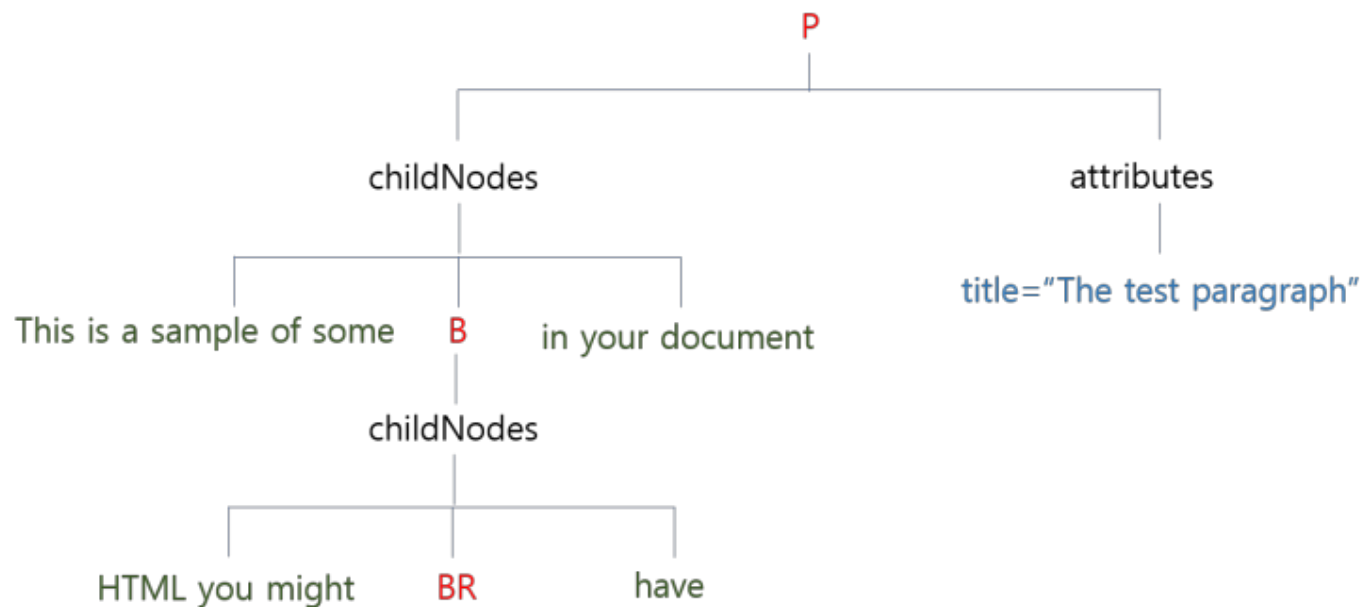 P
childNodes
attributes
title="The test paragraph"
This is a sample of some
B
in your document
childNodes
HTML you might
BR
have